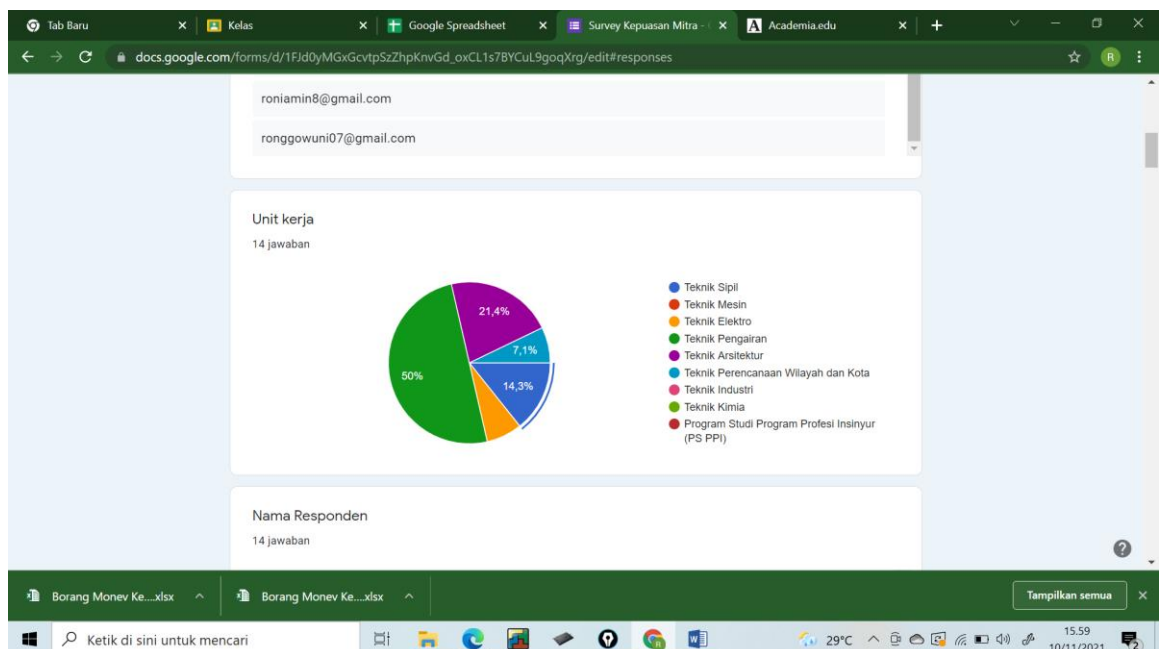 Tab Baru
Kelas
Google Spreadsheet
Survey Kepuasan Mitra -
Academia.edu
docs.google.com/forms/d/1FJd0yMGxGcvtpSzZhpKnvGd_oxCL1s7BYCuL9goqXrg/edit#responses
R
roniamin8@gmail.com
ronggowuni07@gmail.com
Unit kerja
14 jawaban
21,4%
7,1%
50%
14,3%
Teknik Sipil
Teknik Mesin
Teknik Elektro
Teknik Pengairan
Teknik Arsitektur
Teknik Perencanaan Wilayah dan Kota
Teknik Industri
Teknik Kimia
Program Studi Program Profesi Insinyur
(PS PPI)
Nama Responden
14 jawaban
Borang Monev Ke....xlsx
Borang Monev Ke....xlsx
Tampilkan semua
Ketik di sini untuk mencari
29°C
15.59
10/11/2021
2